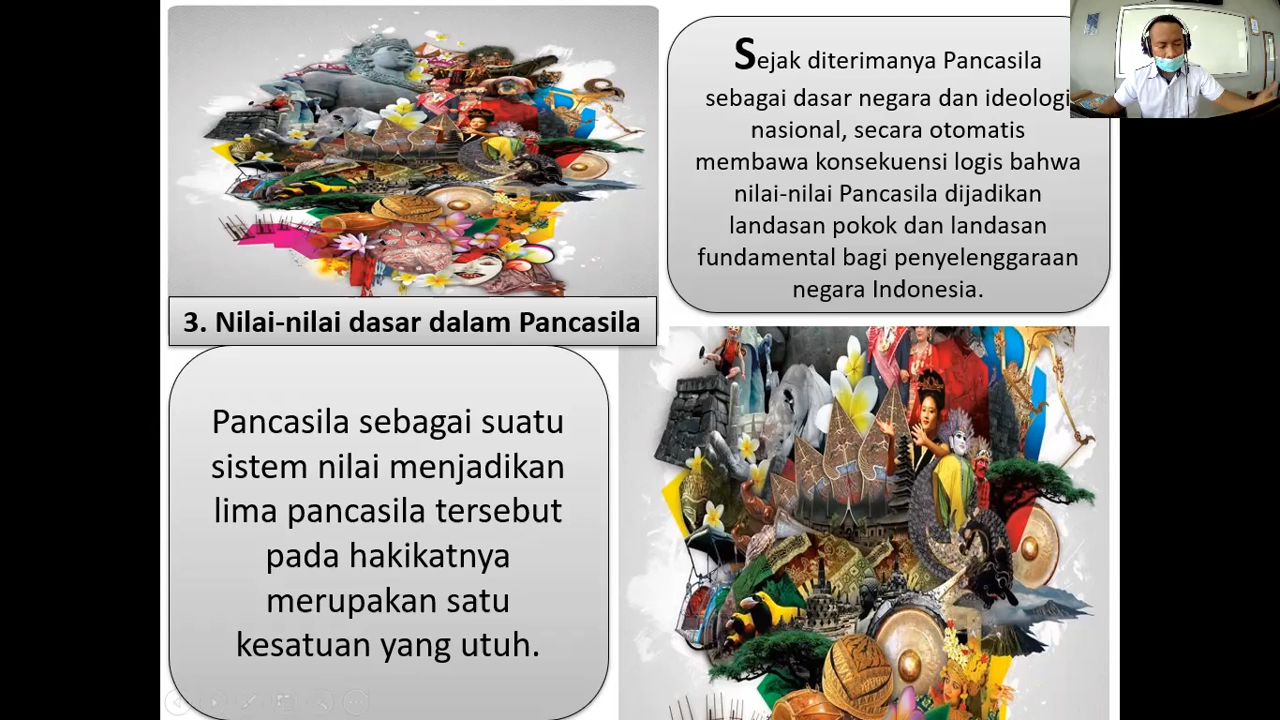 Sejak diterimanya Pancasila
sebagai dasar negara dan ideologi
nasional, secara otomatis
membawa konsekuensi logis bahwa
nilai-nilai Pancasila dijadikan
landasan pokok dan landasan
fundamental bagi penyelenggaraan
negara Indonesia.
3. Nilai-nilai dasar dalam Pancasila
Pancasila sebagai suatu
sistem nilai menjadikan
lima pancasila tersebut
pada hakikatnya
merupakan satu
kesatuan yang utuh.